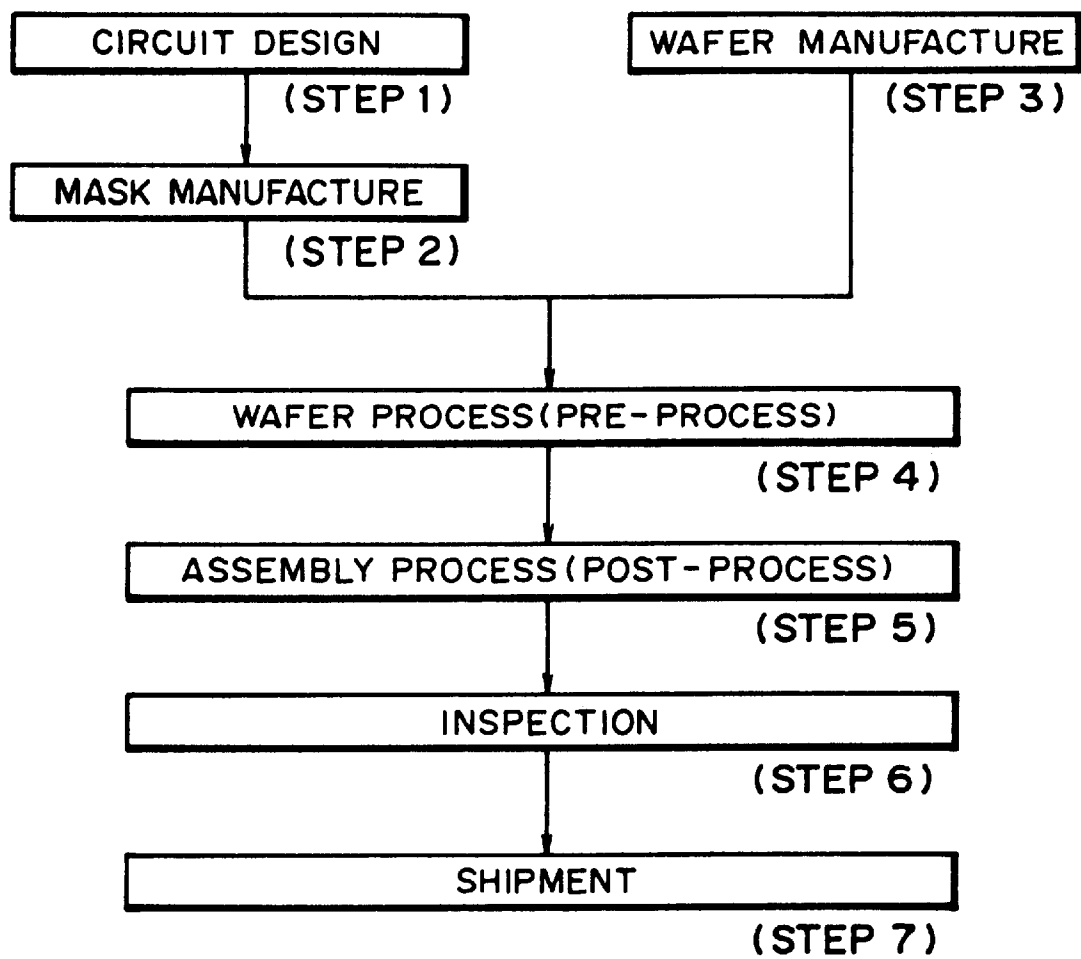 CIRCUIT DESIGN
(STEP 1)
WAFER MANUFACTURE
(STEP 3)
MASK MANUFACTURE
(STEP 2)
WAFER PROCESS(PRE-PROCESS)
(STEP 4)
ASSEMBLY PROCESS(POST-PROCESS)
(STEP 5)
INSPECTION
(STEP 6)
SHIPMENT
(STEP 7)